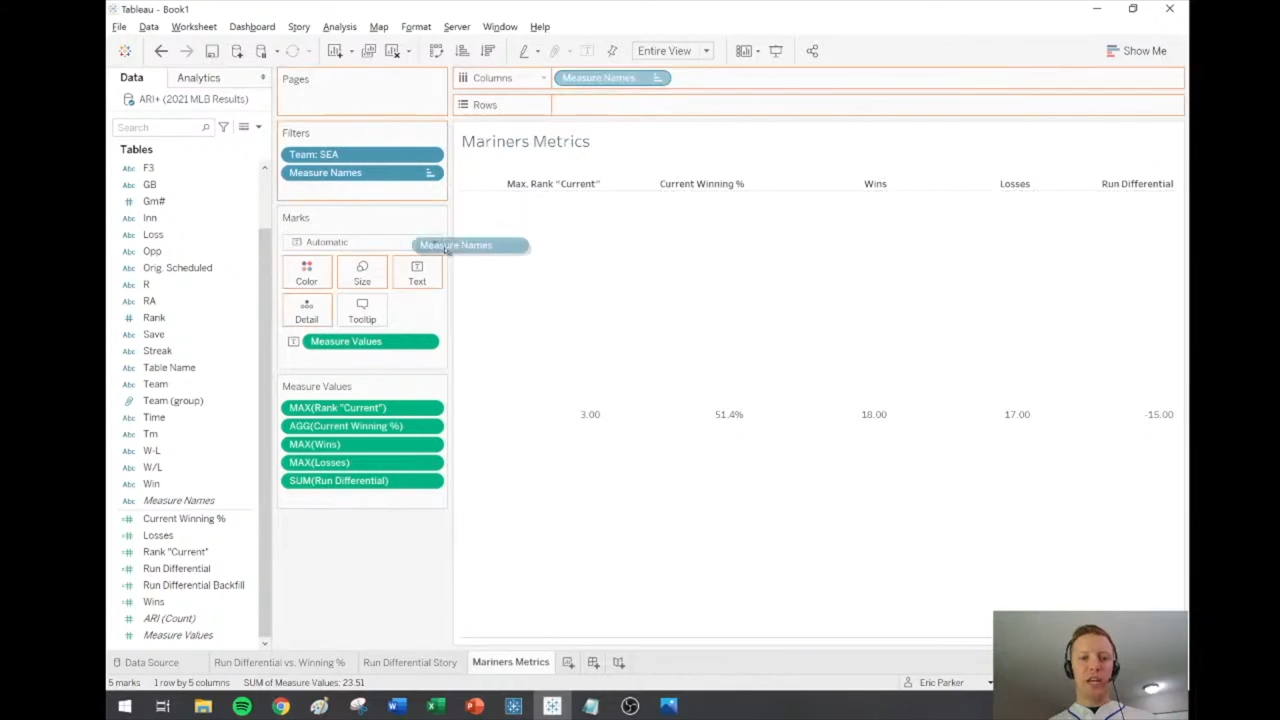 Tableau - Book1
File Data Worksheet Dashboard Story Analysis Map Format Server Window Help
Entire View
Show Me
Data Analytics
Pages
Columns Measure Names
ARI+ (2021 MLB Results)
Rows
Search
Filters
Mariners Metrics
Tables
Team: SEA
F3
Measure Names
GB
Max. Rank "Current" Current Winning % Wins Losses Run Differential
Gm#
Inn
Marks
Loss
Automatic
Measure Names
Opp
Orig. Scheduled
Color Size Text
R
RA
Rank
Detail Tooltip
Save
Measure Values
Streak
Table Name
Team
Measure Values
Team (group)
MAX(Rank "Current")
3.00 51.4% 18.00 17.00 -15.00
Time
AGG(Current Winning %)
Tm
MAX(Wins)
W-L
MAX(Losses)
W/L
SUM(Run Differential)
Win
Measure Names
Current Winning %
Losses
Rank "Current"
Run Differential
Run Differential Backfill
Wins
ARI (Count)
Measure Values
Data Source Run Differential vs. Winning % Run Differential Story Mariners Metrics
5 marks 1 row by 5 columns SUM of Measure Values: 23.51
Eric Parker